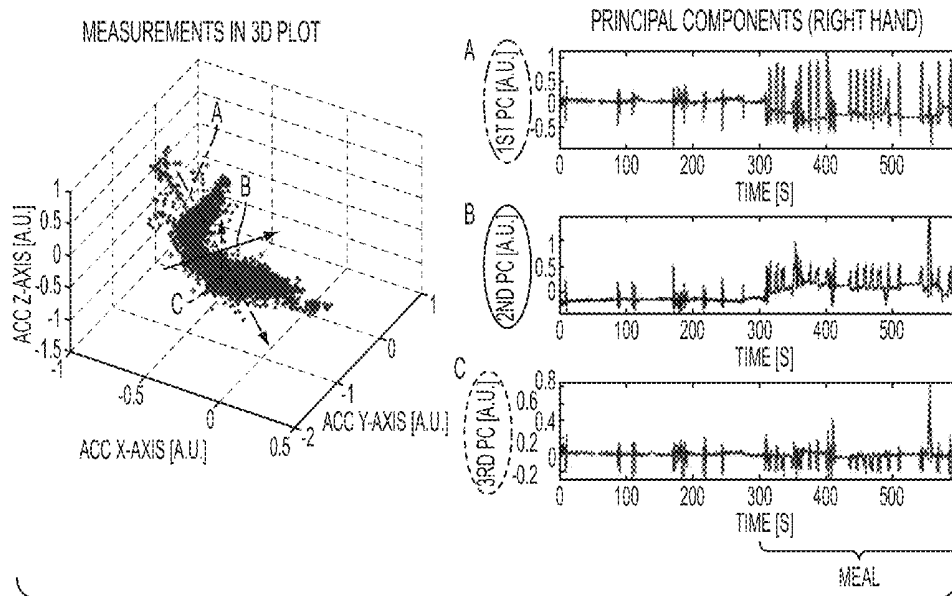 MEASUREMENTS IN 3D PLOT
A
B
C
1
0.5
0
-0.5
-1
-1.5
ACC Z-AXIS [A.U.]
-1
-0.5
0
0.5
ACC X-AXIS [A.U.]
-2
-1
0
1
ACC Y-AXIS [A.U.]
PRINCIPAL COMPONENTS (RIGHT HAND)
A
1ST PC [A.U.]
1
0.5
0
-0.5
0 100 200 300 400 500
TIME [S]
B
2ND PC [A.U.]
0.5
0
0 100 200 300 400 500
TIME [S]
C
3RD PC [A.U.]
0.8
0.6
0.4
0.2
0
-0.2
0 100 200 300 400 500
TIME [S]
MEAL